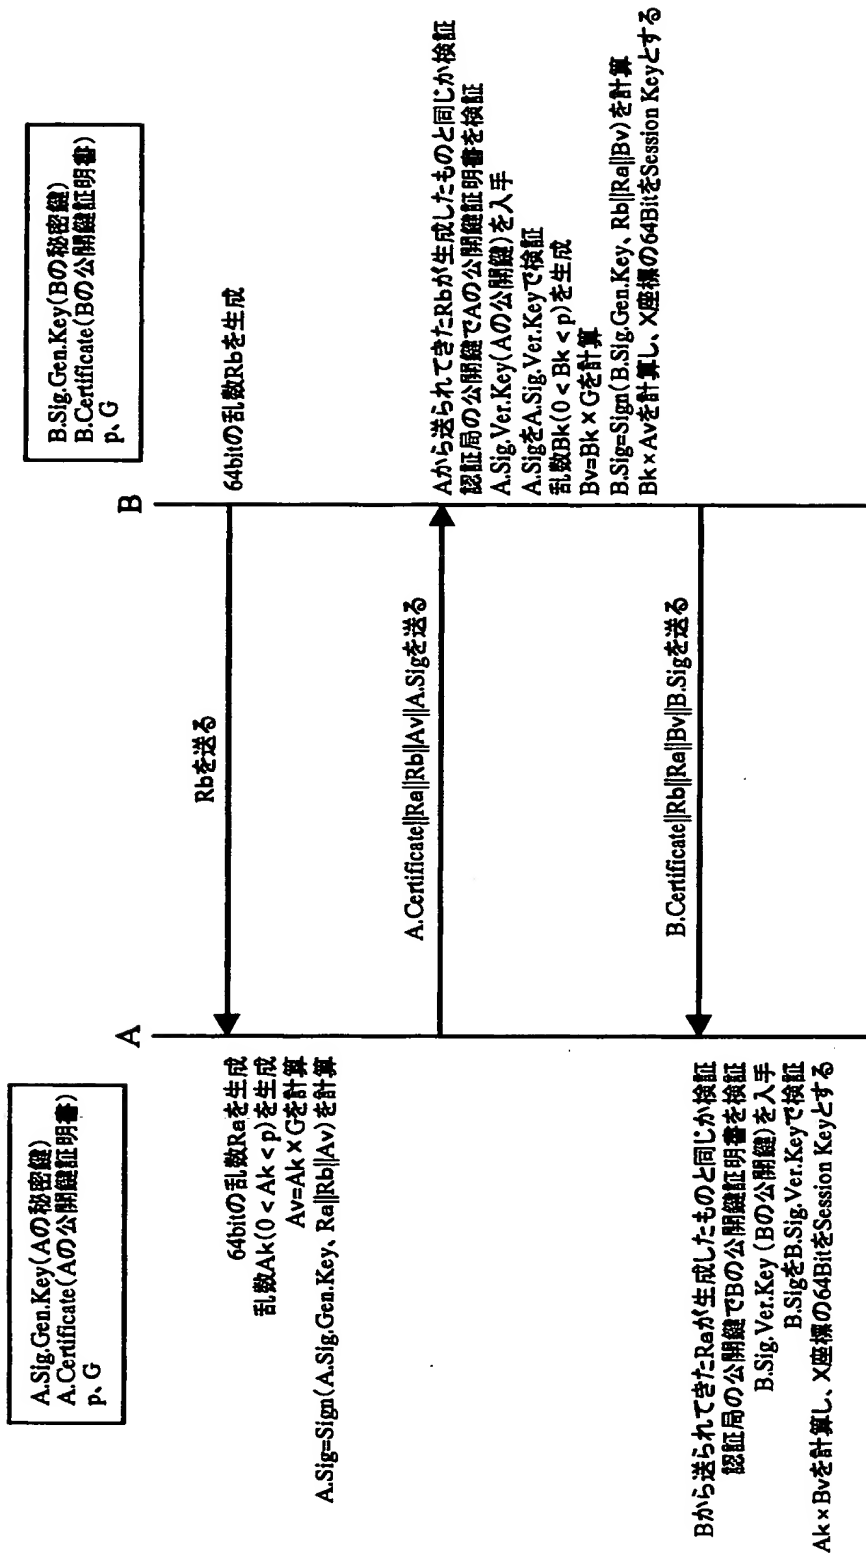 A.Sig.Gen.Key(Aの秘密鍵)
A.Certificate(Aの公開鍵証明書)
p、G
B.Sig.Gen.Key(Bの秘密鍵)
B.Certificate(Bの公開鍵証明書)
p、G
A
B
64bitの乱数Rbを生成
Rbを送る
64bitの乱数Raを生成
乱数Ak(0<Ak<p)を生成
Av=Ak×Gを計算
A.Sig=Sign(A.Sig.Gen.Key、Ra||Rb||Av)を計算
A.Certificate||Ra||Rb||Av||A.Sigを送る
Aから送られてきたRbが生成したものと同じか検証
認証局の公開鍵でAの公開鍵証明書を検証
A.Sig.Ver.Key(Aの公開鍵)を入手
A.SigをA.Sig.Ver.Keyで検証
乱数Bk(0<Bk<p)を生成
Bv=Bk×Gを計算
B.Sig=Sign(B.Sig.Gen.Key、Rb||Ra||Bv)を計算
Bk×Avを計算し、X座標の64BitをSession Keyとする
B.Certificate||Rb||Ra||Bv||B.Sigを送る
Bから送られてきたRaが生成したものと同じか検証
認証局の公開鍵でBの公開鍵証明書を検証
B.Sig.Ver.Key (Bの公開鍵)を入手
B.SigをB.Sig.Ver.Keyで検証
Ak×Bvを計算し、X座標の64BitをSession Keyとする